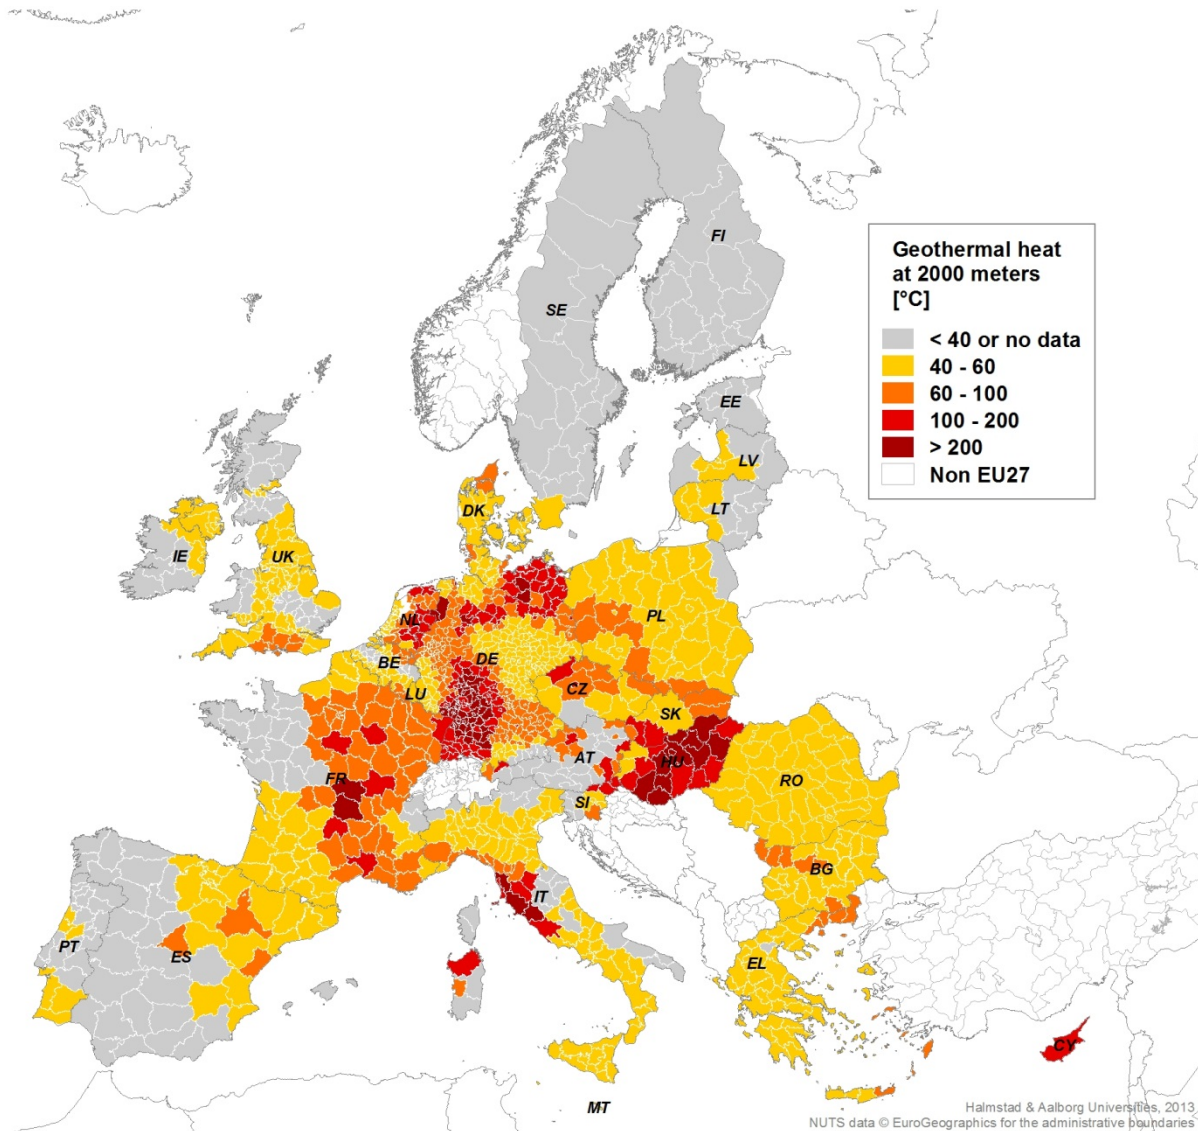 FI
Geothermal heat
at 2000 meters
[°C]
< 40 or no data
40 - 60
60 - 100
100 - 200
> 200
Non EU27
SE
EE
LV
LT
DK
IE
UK
NL
PL
BE
DE
LU
CZ
SK
FR
AT
HU
SI
RO
BG
IT
PT
ES
EL
CY
MT
Halmstad & Aalborg Universities, 2013
NUTS data © EuroGeographics for the administrative boundaries